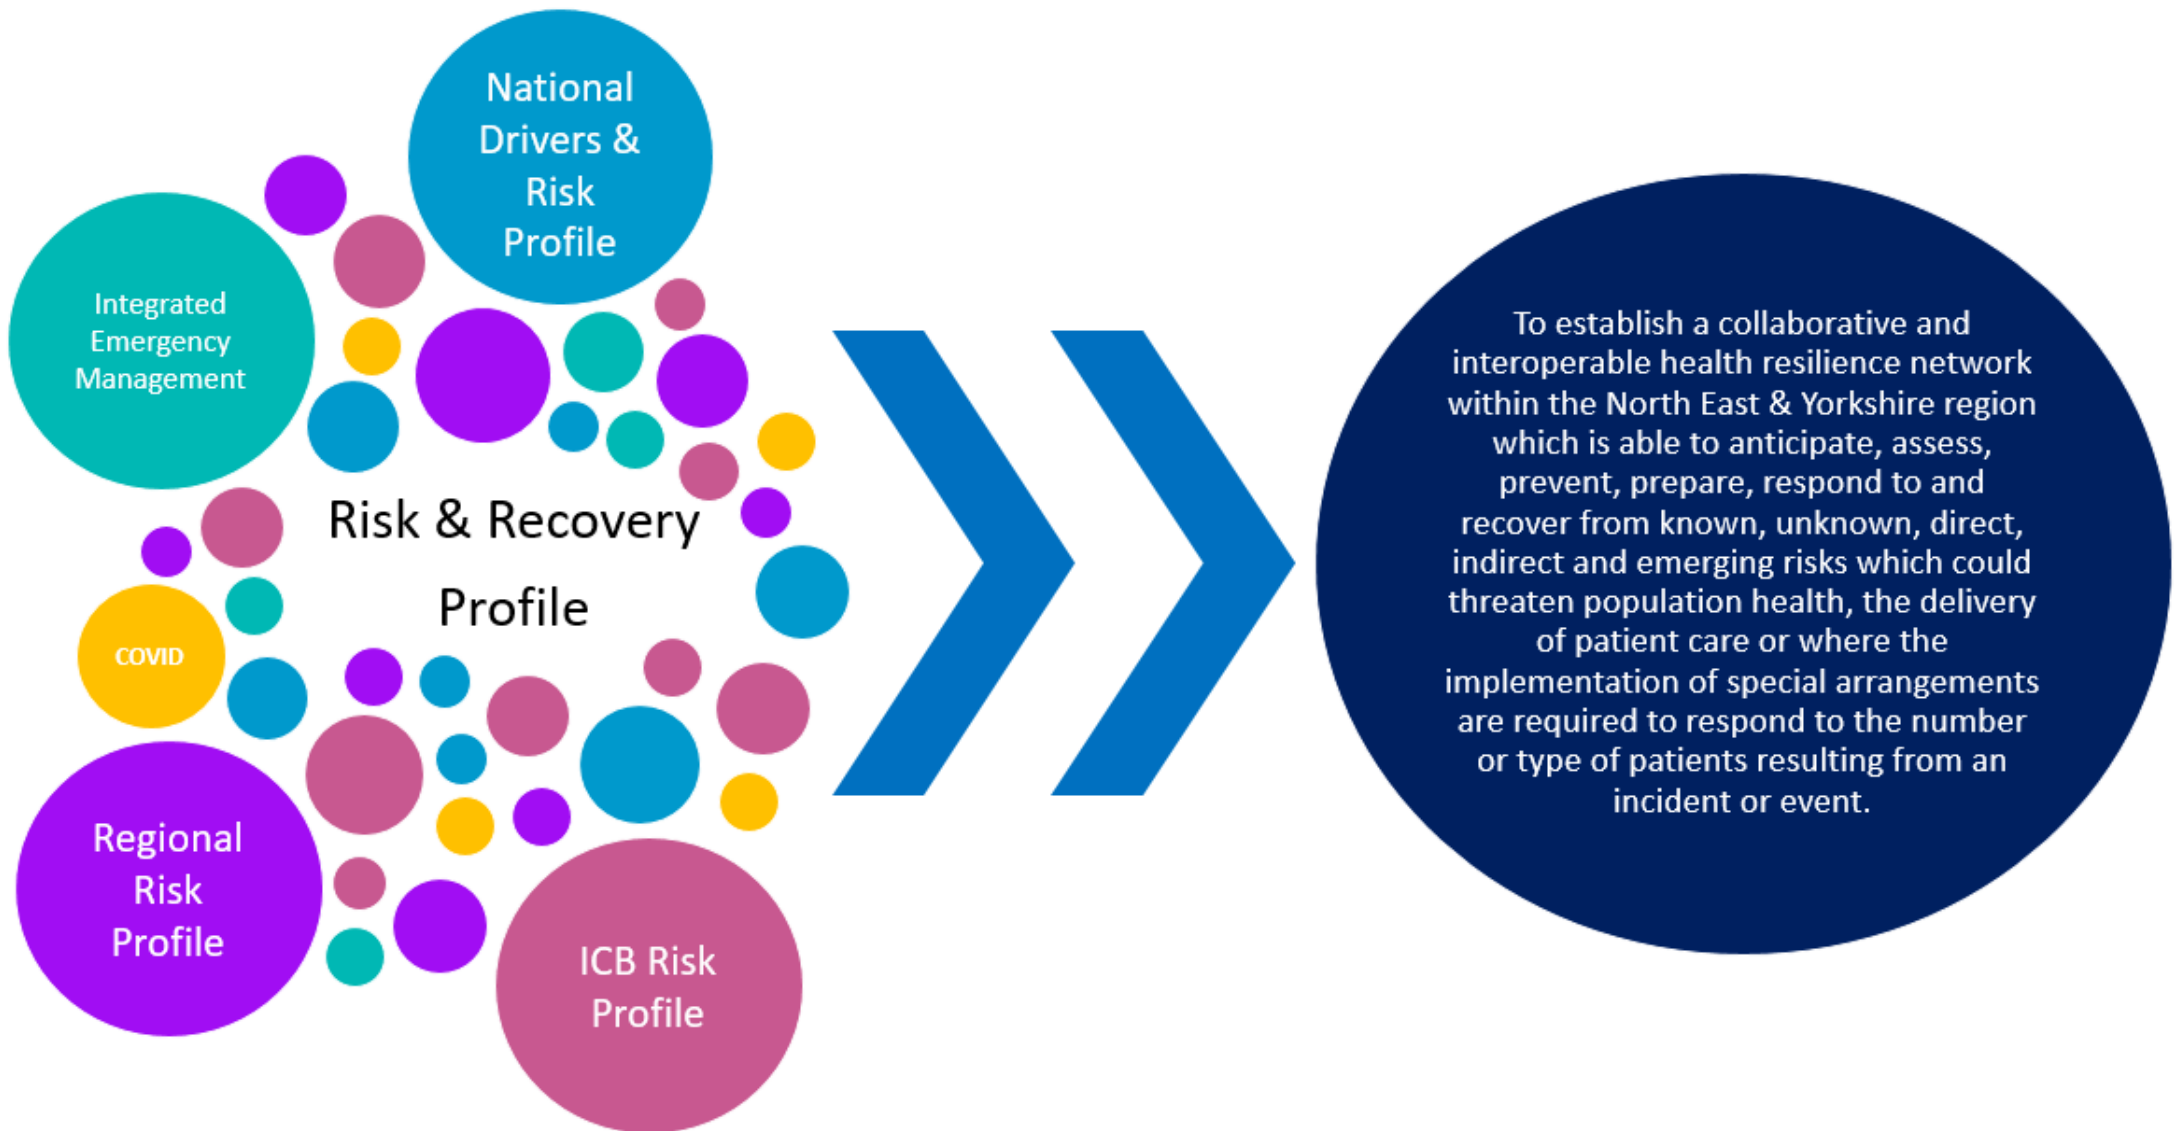 National
Drivers &
Risk
Profile
Integrated
Emergency
Management
Risk & Recovery
Profile
COVID
Regional
Risk
Profile
ICB Risk
Profile
To establish a collaborative and
interoperable health resilience network
within the North East & Yorkshire region
which is able to anticipate, assess,
prevent, prepare, respond to and
recover from known, unknown, direct,
indirect and emerging risks which could
threaten population health, the delivery
of patient care or where the
implementation of special arrangements
are required to respond to the number
or type of patients resulting from an
incident or event.